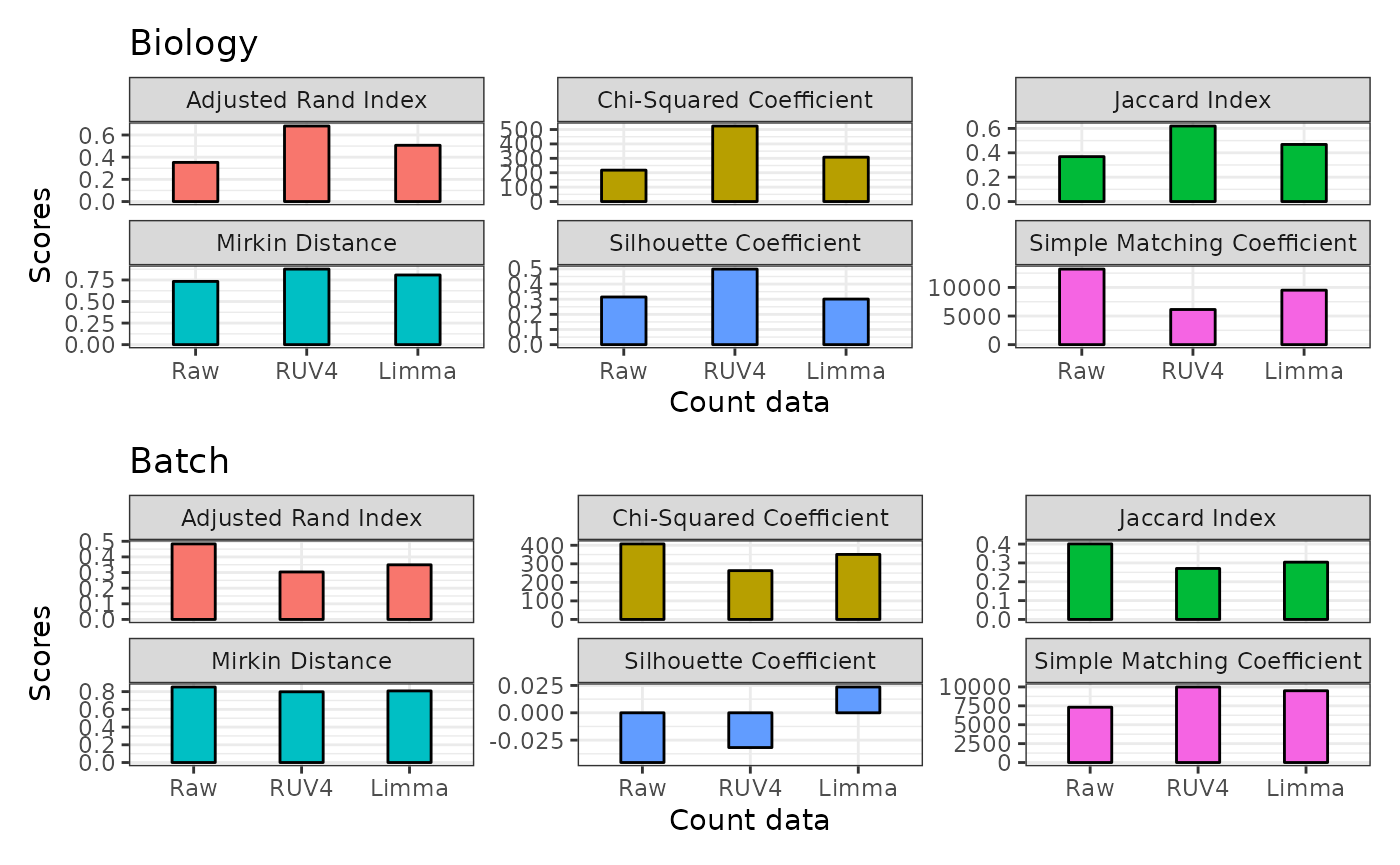 Biology
Adjusted Rand Index
Chi-Squared Coefficient
Jaccard Index
0.6
0.4
0.2
0.0
500
400
300
200
100
0
0.6
0.4
0.2
0.0
Scores
Mirkin Distance
Silhouette Coefficient
Simple Matching Coefficient
0.75
0.50
0.25
0.00
0.5
0.4
0.3
0.2
0.1
0.0
10000
5000
0
Raw RUV4 Limma
Raw RUV4 Limma
Raw RUV4 Limma
Count data
Batch
Adjusted Rand Index
Chi-Squared Coefficient
Jaccard Index
0.5
0.4
0.3
0.2
0.1
0.0
400
300
200
100
0
0.4
0.3
0.2
0.1
0.0
Scores
Mirkin Distance
Silhouette Coefficient
Simple Matching Coefficient
0.8
0.6
0.4
0.2
0.0
0.025
0.000
-0.025
10000
7500
5000
2500
0
Raw RUV4 Limma
Raw RUV4 Limma
Raw RUV4 Limma
Count data